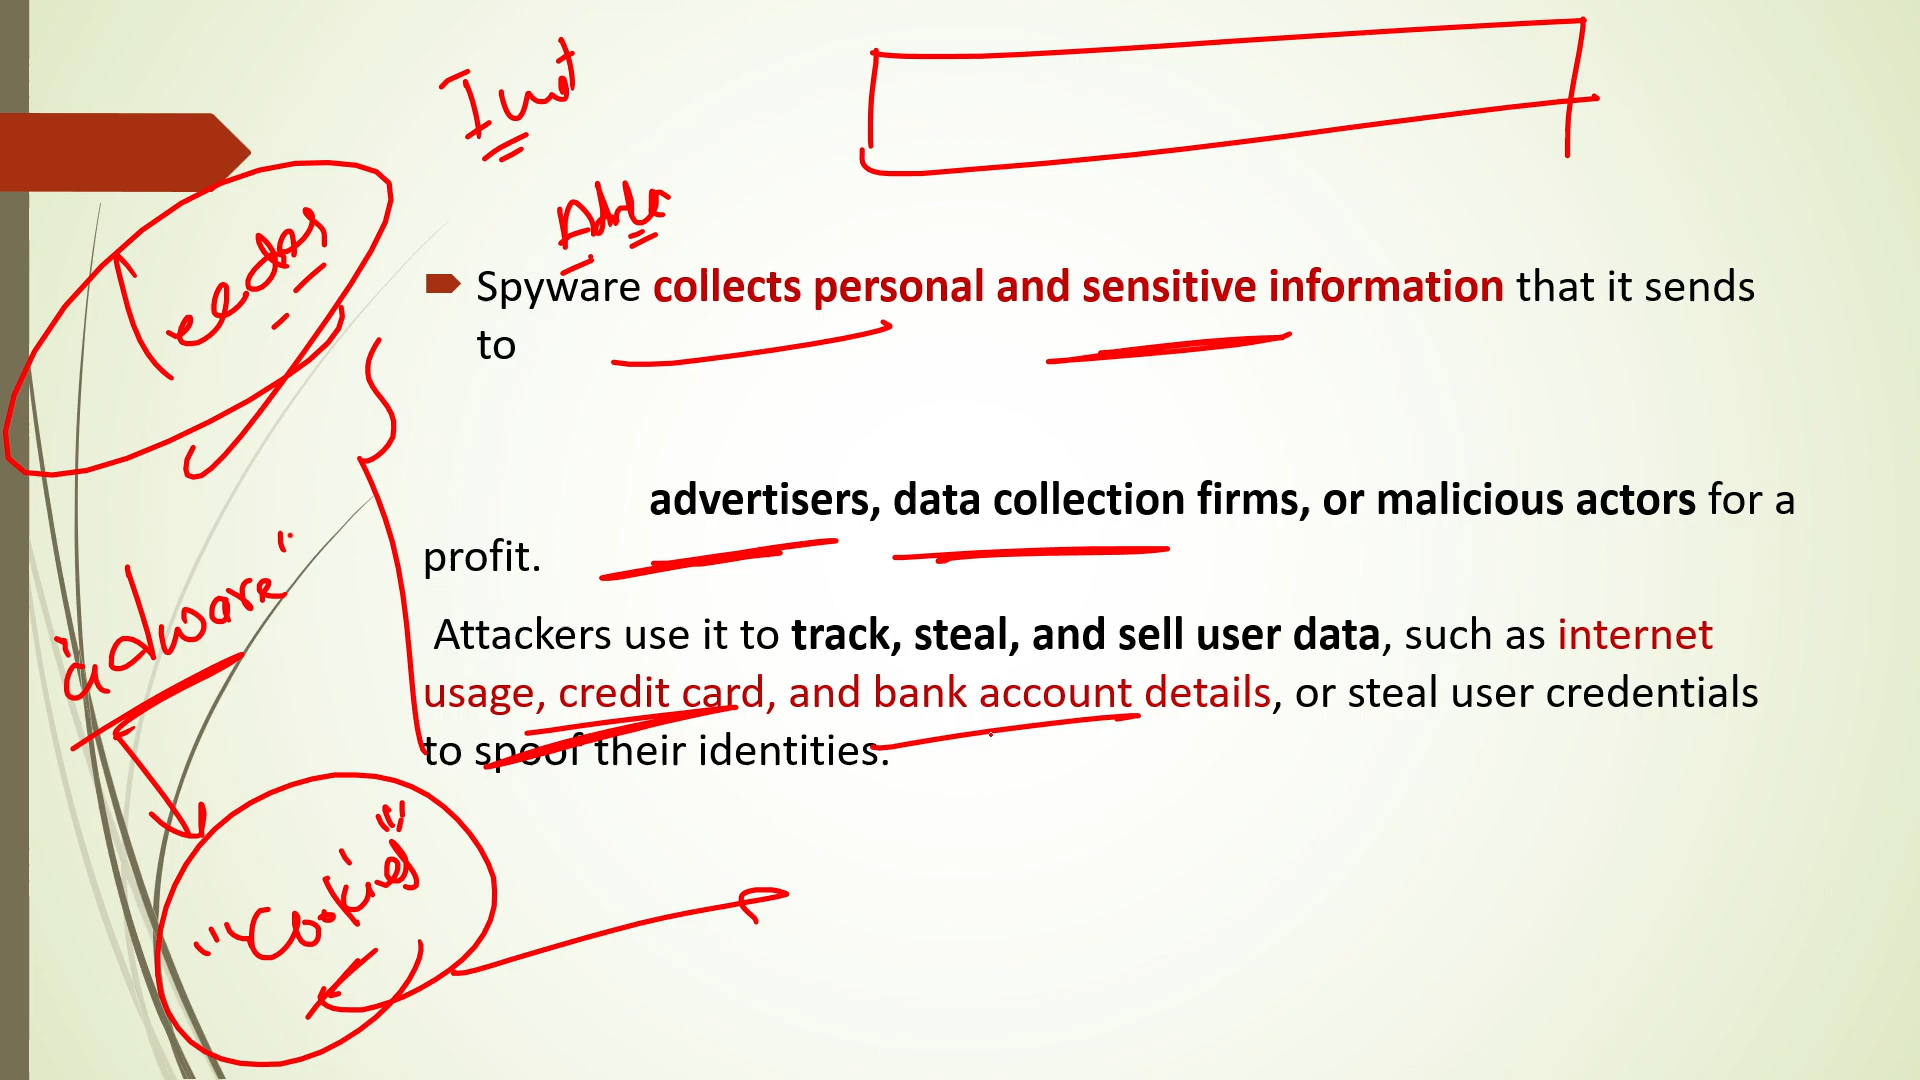 Spyware collects personal and sensitive information that it sends
to
advertisers, data collection firms, or malicious actors for a
profit.
"adware"
Attackers use it to track, steal, and sell user data, such as internet
usage, credit card, and bank account details, or steal user credentials
to spoof their identities.
"Cookies"